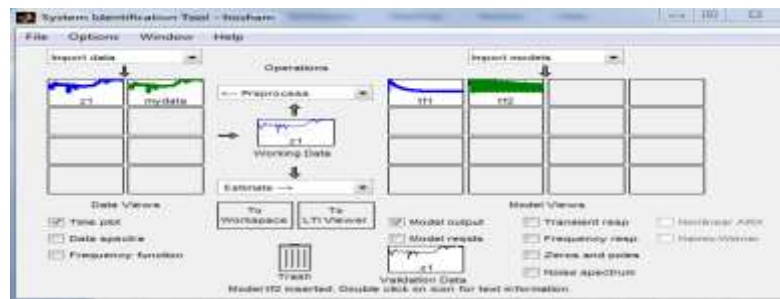 System Identification Tool - hosham
File Options Window Help
Import data
Operations
Import models
z1
mydata
<-- Preprocess
tf1
tf2
z1
Working Data
Estimate -->
Data Views
To
Workspace
To
LTI Viewer
Model Views
Time plot
Data spectra
Frequency function
Model output
Model resids
Transient resp
Frequency resp
Zeros and poles
Noise spectrum
Nonlinear ARX
Hamm-Wiener
Trash
z1
Validation Data
Model tf2 inserted. Double click on icon for text information.